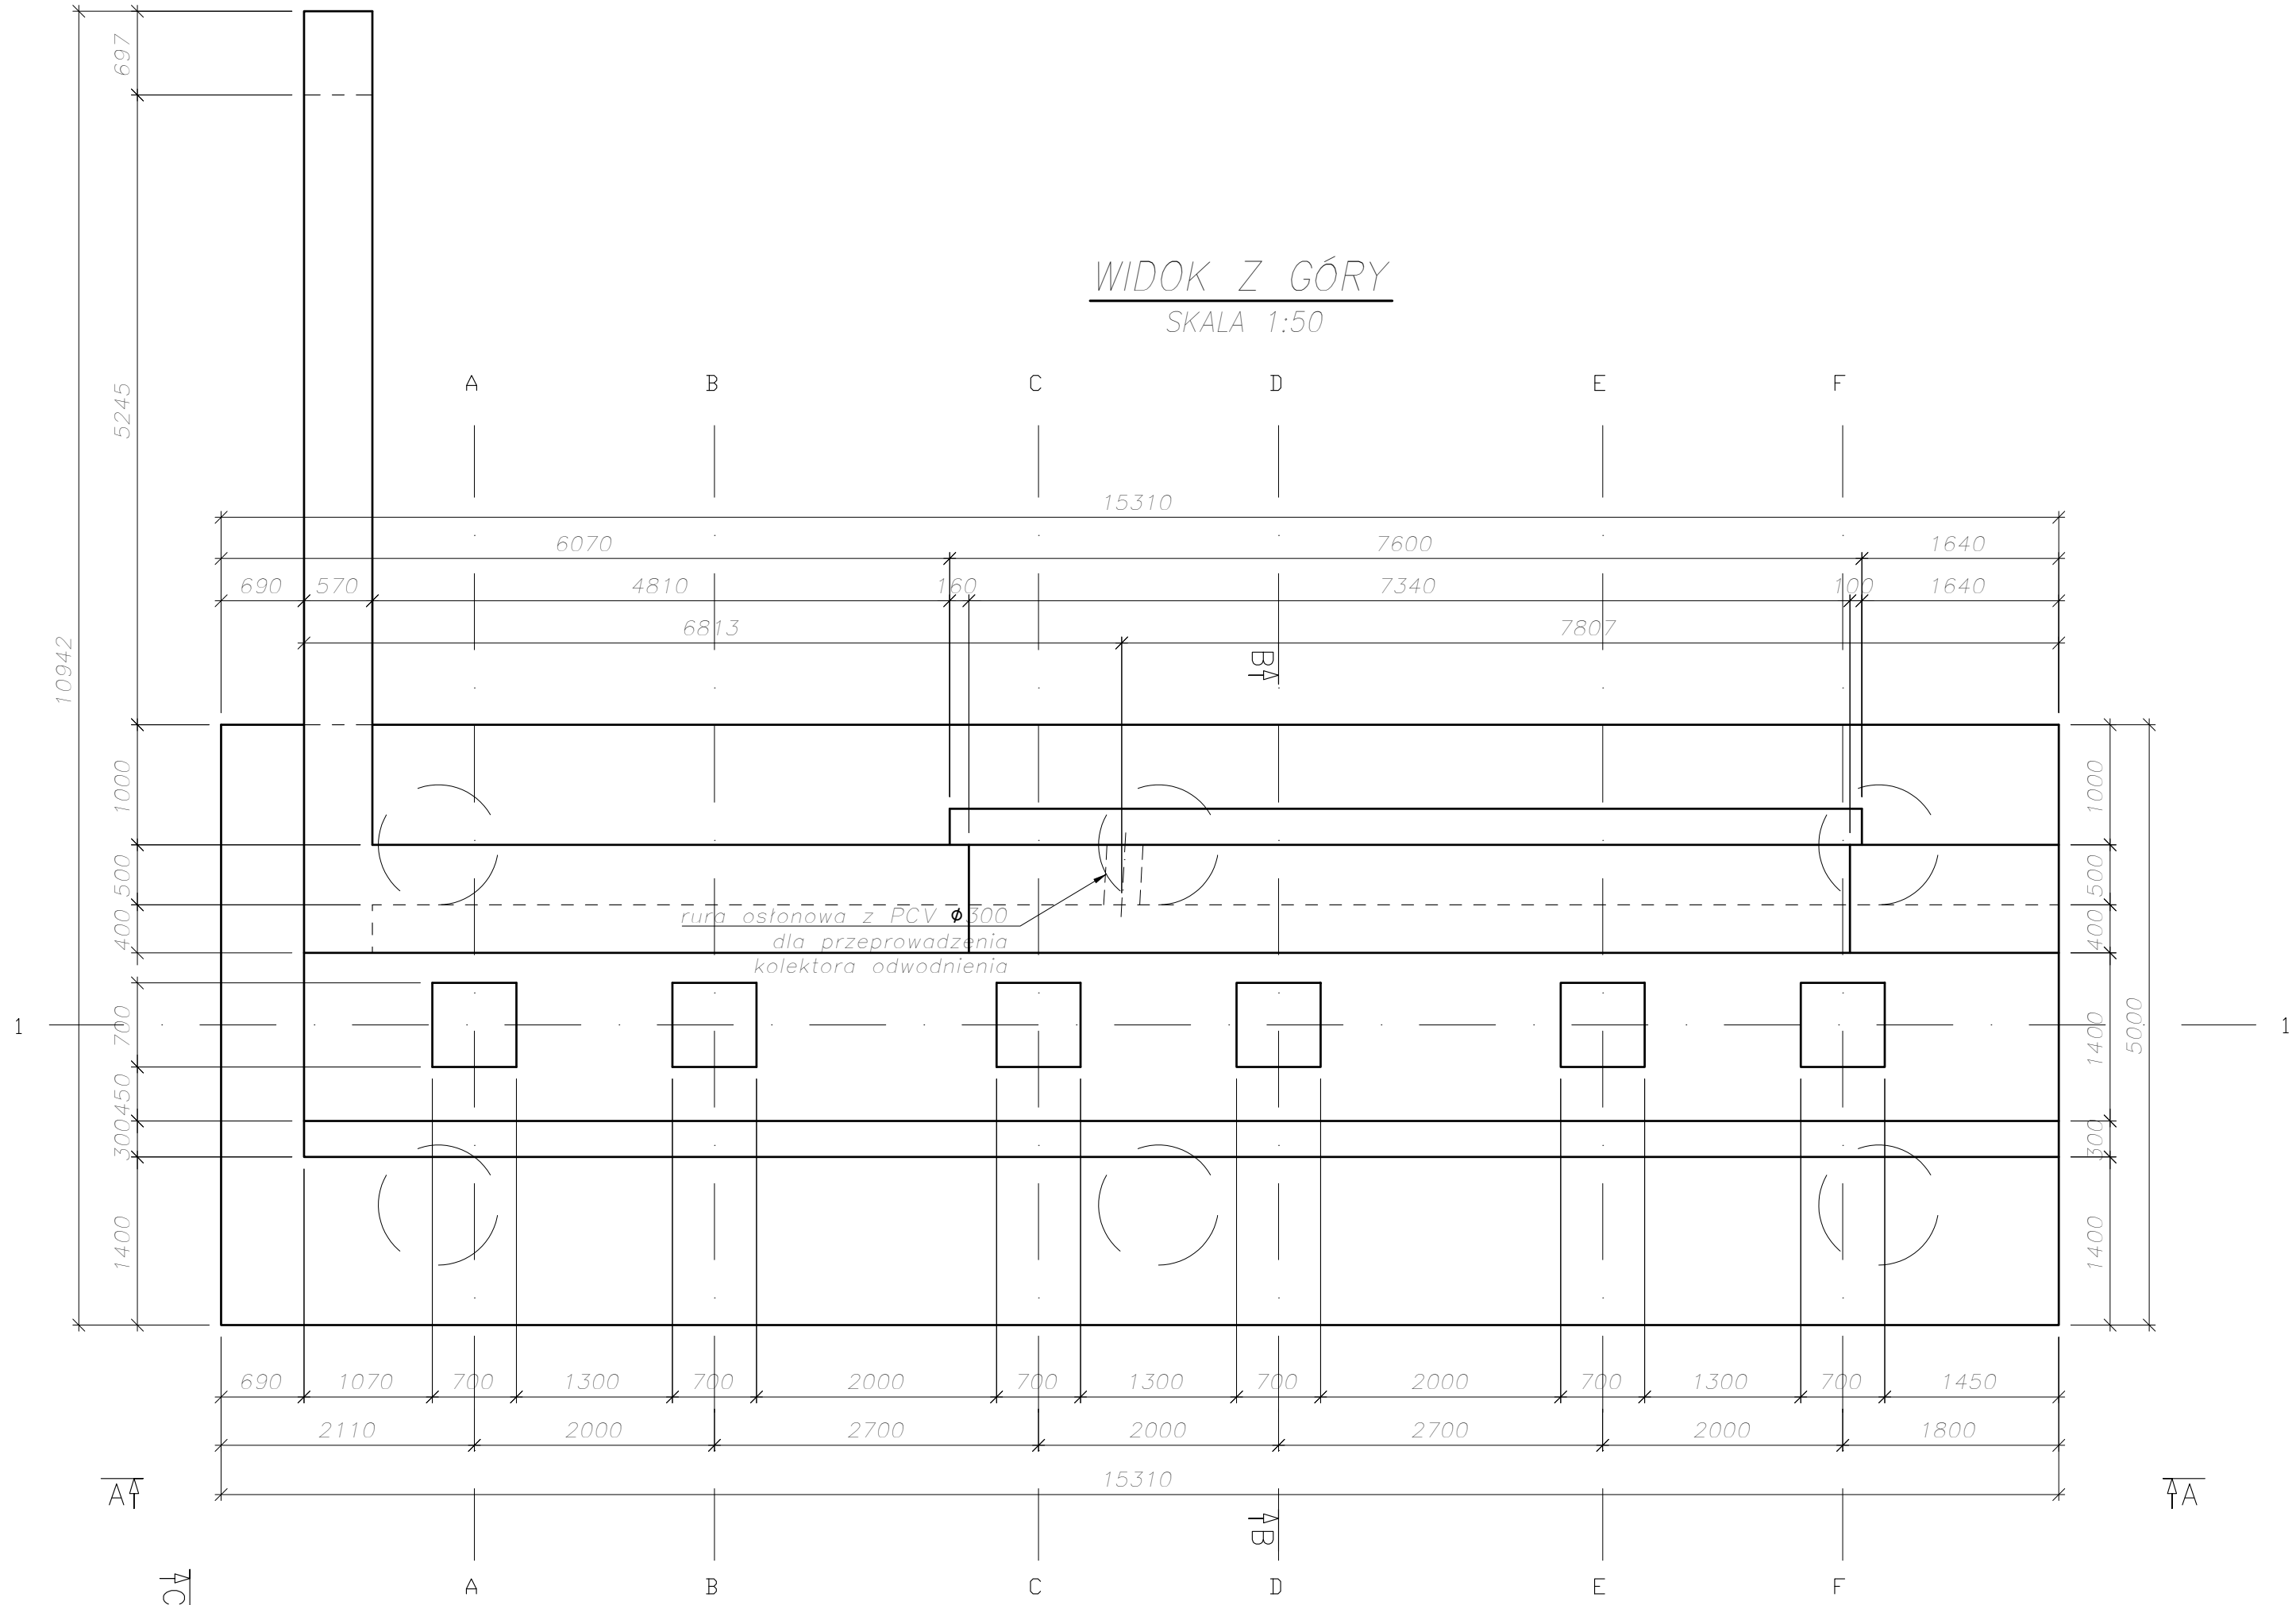 697
WIDOK Z GÓRY
SKALA 1:50
A B C D E F
5245
15310
6070 7600 1640
690 570 4810 160 7340 100 1640
6813 7807
10942
B
1000 1000
500 500
rura osłonowa z PCV ø300
400 400
dla przeprowadzenia
kolektora odwodnienia
1 700 1400 5000 1
450
300 300
1400 1400
690 1070 700 1300 700 2000 700 1300 700 2000 700 1300 700 1450
2110 2000 2700 2000 2700 2000 1800
15310
A A
B
C
A B C D E F